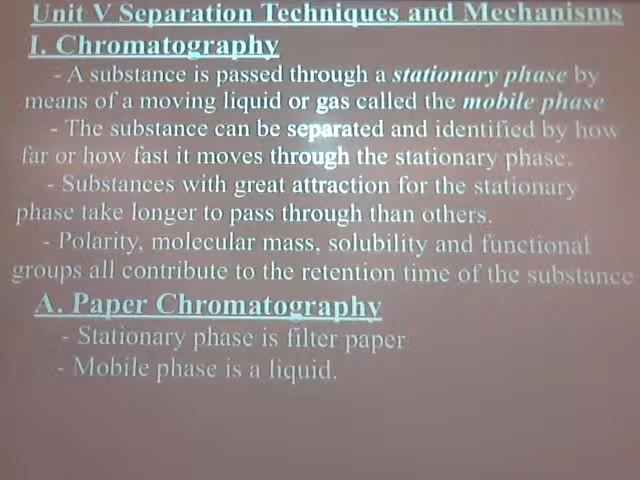 Unit V Separation Techniques and Mechanisms
I. Chromatography
- A substance is passed through a stationary phase by
means of a moving liquid or gas called the mobile phase
- The substance can be separated and identified by how
far or how fast it moves through the stationary phase.
- Substances with great attraction for the stationary
phase take longer to pass through than others.
- Polarity, molecular mass, solubility and functional
groups all contribute to the retention time of the substance
A. Paper Chromatography
- Stationary phase is filter paper
- Mobile phase is a liquid.